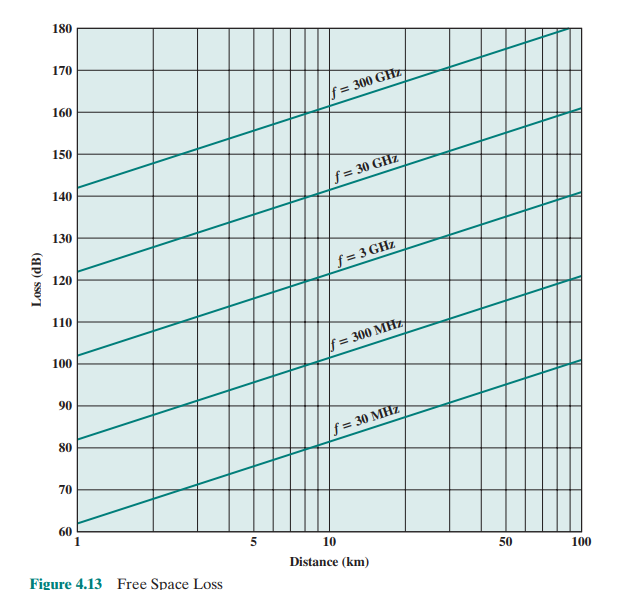 180
170
160
150
140
130
120
110
100
90
80
70
60
Loss (dB)
f = 300 GHz
f = 30 GHz
f = 3 GHz
f = 300 MHz
f = 30 MHz
1
5
10
50
100
Distance (km)
Figure 4.13 Free Space Loss